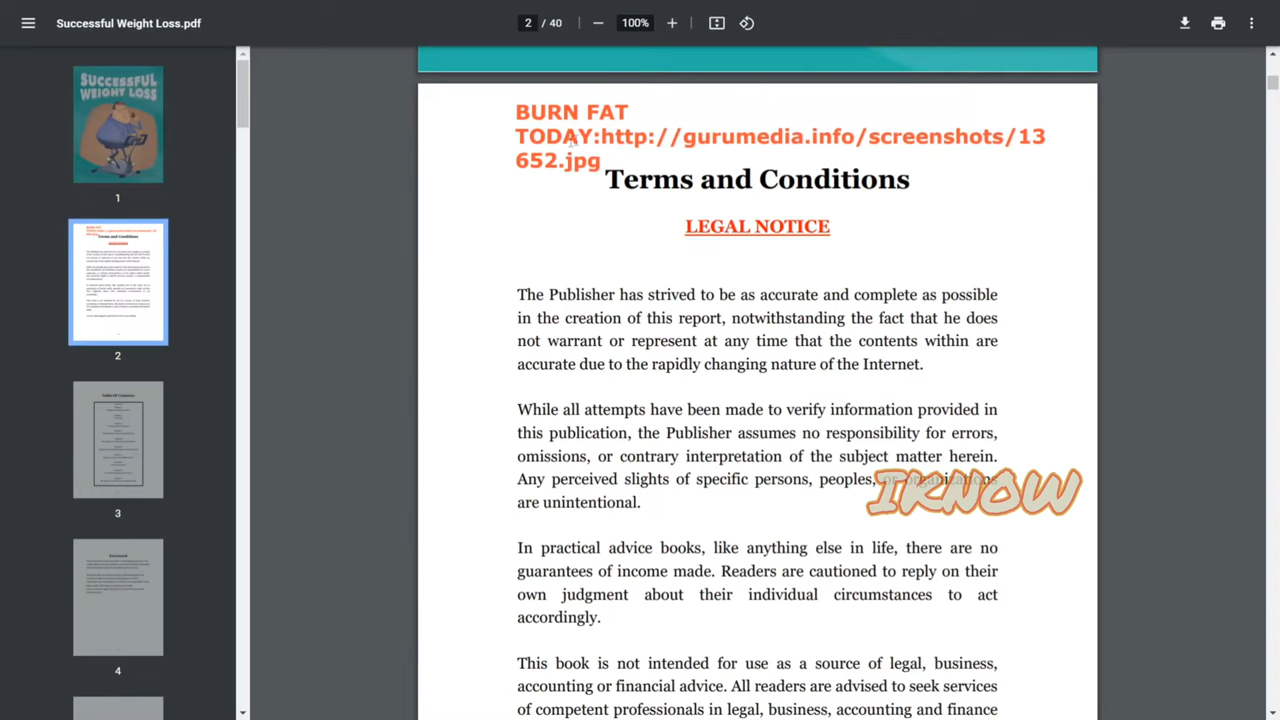 Successful Weight Loss.pdf
2 / 40
100%
SUCCESSFUL
WEIGHT LOSS
1
2
3
4
BURN FAT
TODAY:http://gurumedia.info/screenshots/13
652.jpg
Terms and Conditions
LEGAL NOTICE
The Publisher has strived to be as accurate and complete as possible
in the creation of this report, notwithstanding the fact that he does
not warrant or represent at any time that the contents within are
accurate due to the rapidly changing nature of the Internet.
While all attempts have been made to verify information provided in
this publication, the Publisher assumes no responsibility for errors,
omissions, or contrary interpretation of the subject matter herein.
Any perceived slights of specific persons, peoples, or organizations
are unintentional.
IKNOW
In practical advice books, like anything else in life, there are no
guarantees of income made. Readers are cautioned to reply on their
own judgment about their individual circumstances to act
accordingly.
This book is not intended for use as a source of legal, business,
accounting or financial advice. All readers are advised to seek services
of competent professionals in legal, business, accounting and finance